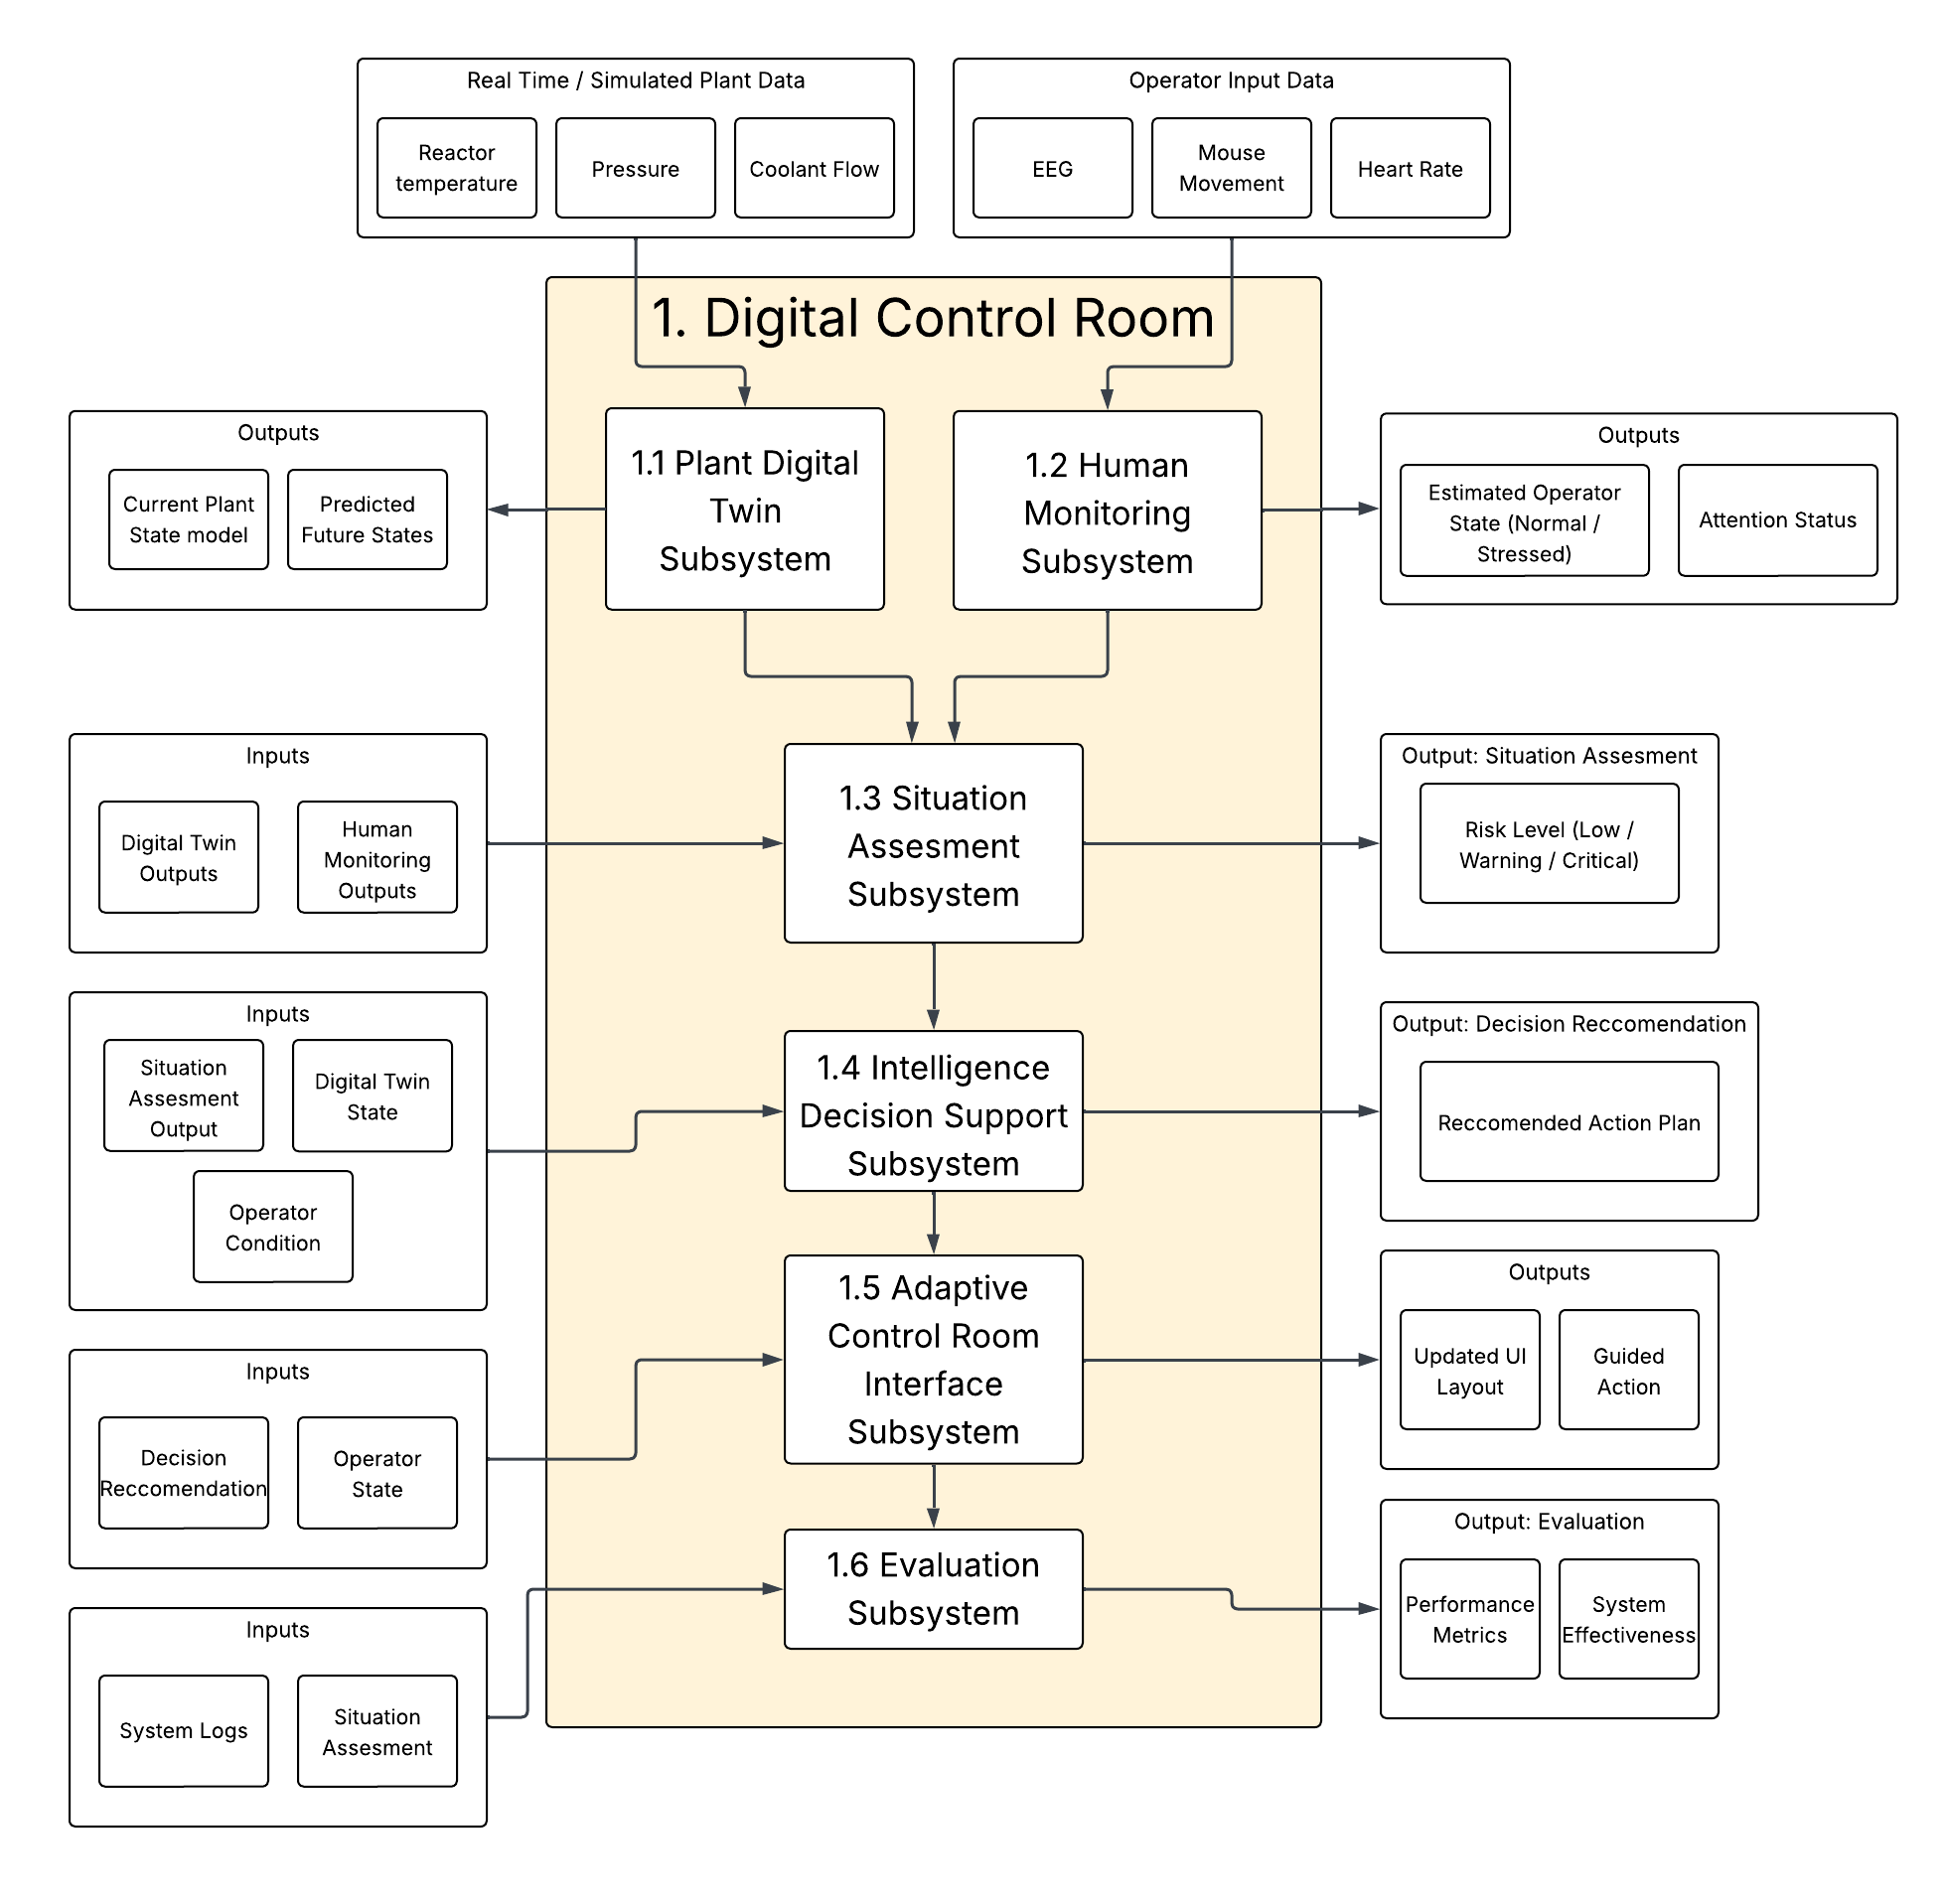 Real Time / Simulated Plant Data
Reactor
temperature
Pressure
Coolant Flow
Operator Input Data
EEG
Mouse
Movement
Heart Rate
1. Digital Control Room
Outputs
Current Plant
State model
Predicted
Future States
1.1 Plant Digital
Twin
Subsystem
1.2 Human
Monitoring
Subsystem
Outputs
Estimated Operator
State (Normal /
Stressed)
Attention Status
Inputs
Digital Twin
Outputs
Human
Monitoring
Outputs
1.3 Situation
Assesment
Subsystem
Output: Situation Assesment
Risk Level (Low /
Warning / Critical)
Inputs
Situation
Assesment
Output
Digital Twin
State
Operator
Condition
1.4 Intelligence
Decision Support
Subsystem
Output: Decision Reccomendation
Reccomended Action Plan
Inputs
Decision
Reccomendation
Operator
State
1.5 Adaptive
Control Room
Interface
Subsystem
Outputs
Updated UI
Layout
Guided
Action
Inputs
System Logs
Situation
Assesment
1.6 Evaluation
Subsystem
Output: Evaluation
Performance
Metrics
System
Effectiveness